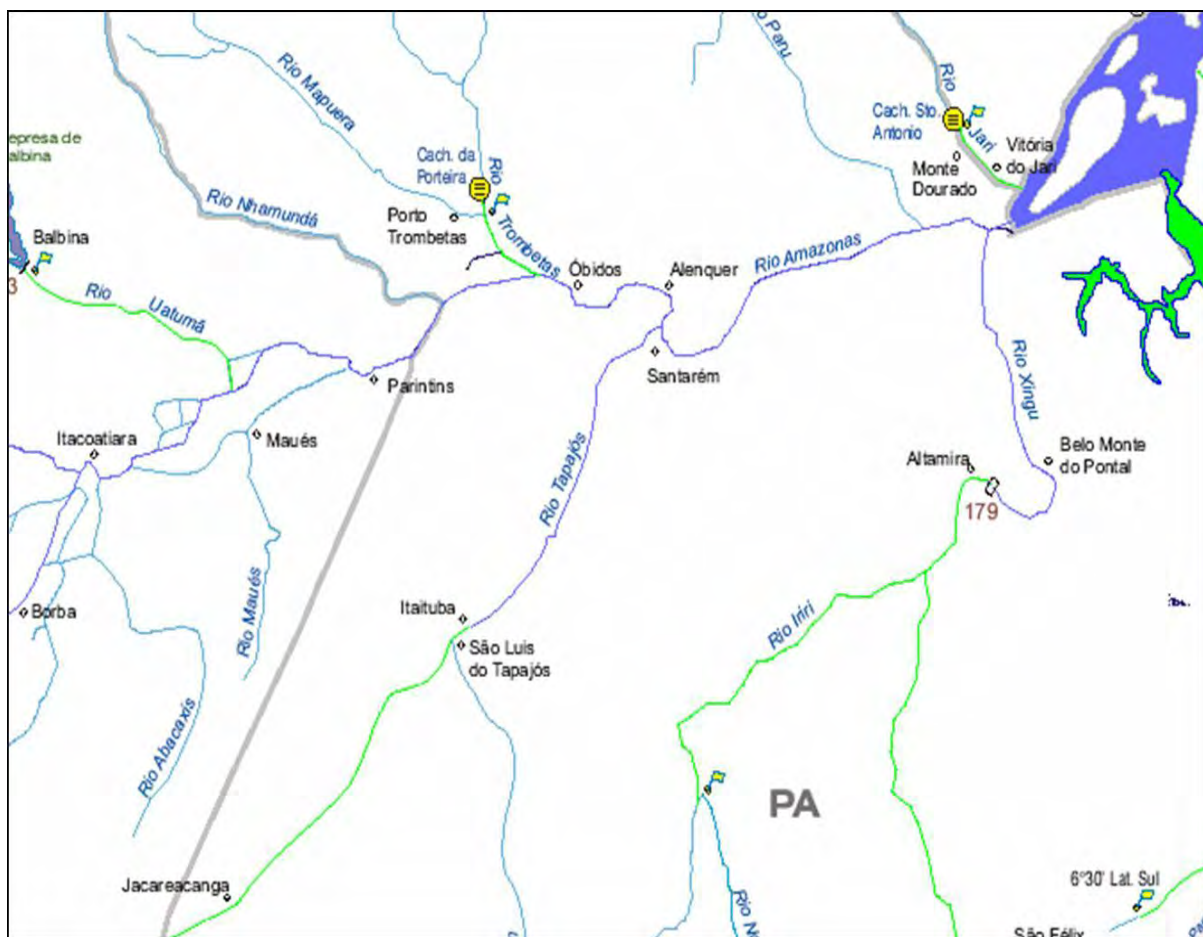 Rio Paru
Rio
Rio Mapuera
Cach. Sto.
Antonio
Jari
Vitória
do Jari
Monte
Dourado
epresa de
albina
Cach. da
Porteira
Rio
Trombetas
Rio Nhamundá
Porto
Trombetas
Balbina
3
Rio Uatumã
Óbidos
Alenquer
Rio Amazonas
Parintins
Santarém
Rio Xingu
Itacoatiara
Maués
Rio Tapajós
Altamira
Belo Monte
do Pontal
179
Borba
Rio Maués
Itaituba
São Luis
do Tapajós
Rio Iriri
Rio Abacaxis
PA
Jacareacanga
6°30' Lat. Sul
São Félix